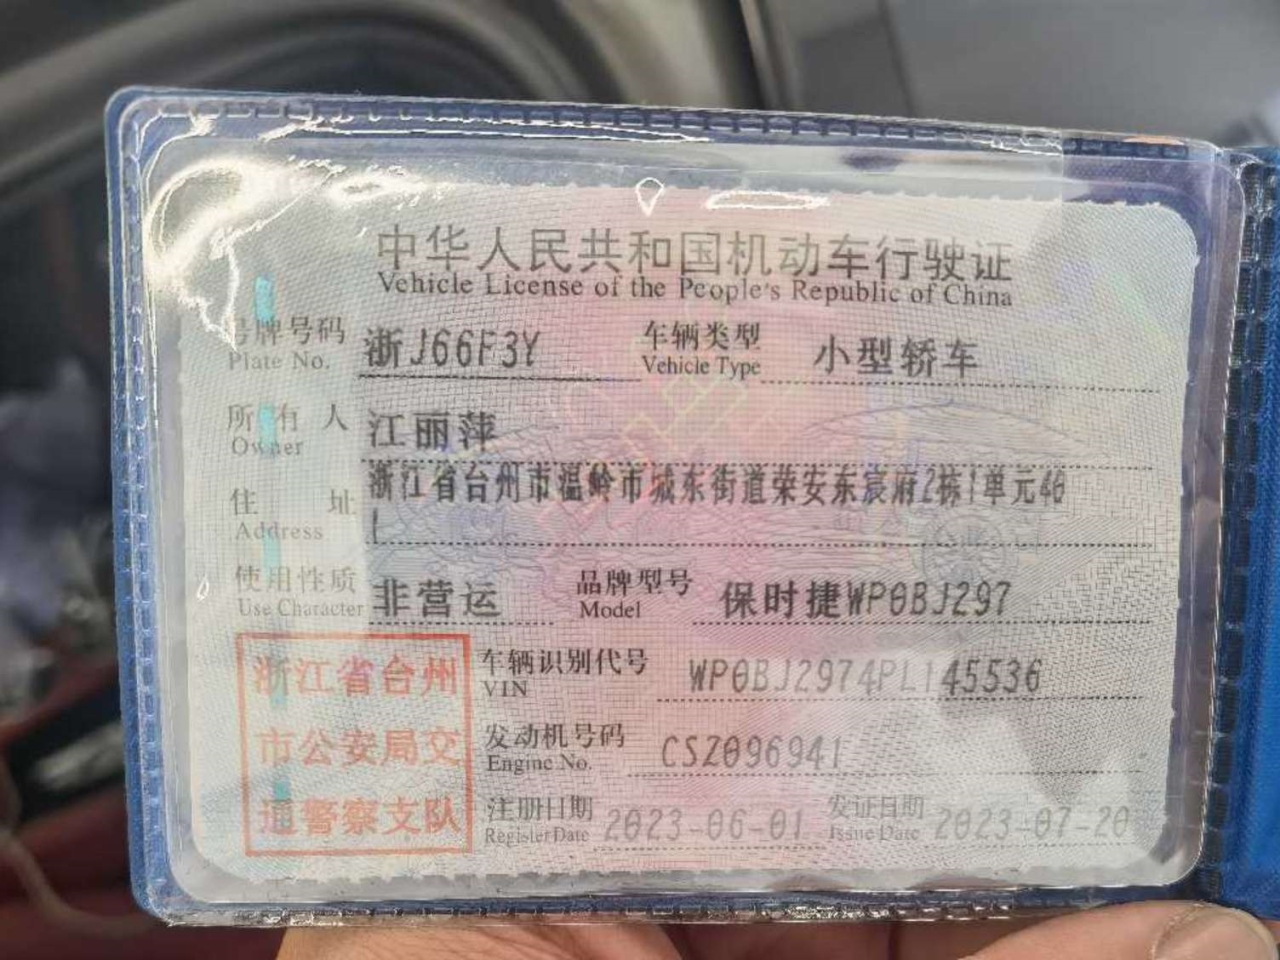 中华人民共和国机动车行驶证
Vehicle License of the People's Republic of China
号牌号码 浙J66F3Y 车辆类型 小型轿车
Plate No. Vehicle Type
所有人 江丽萍
Owner
住址 浙江省台州市温岭市城东街道荣安东宸府2栋1单元40
Address 1
使用性质 非营运 品牌型号 保时捷WP0BJ297
Use Character Model
浙江省台州 车辆识别代号 WP0BJ2974PL145536
VIN
市公安局交 发动机号码 CSZ096941
Engine No.
通警察支队 注册日期 2023-06-01 发证日期 2023-07-20
Register Date Issue Date